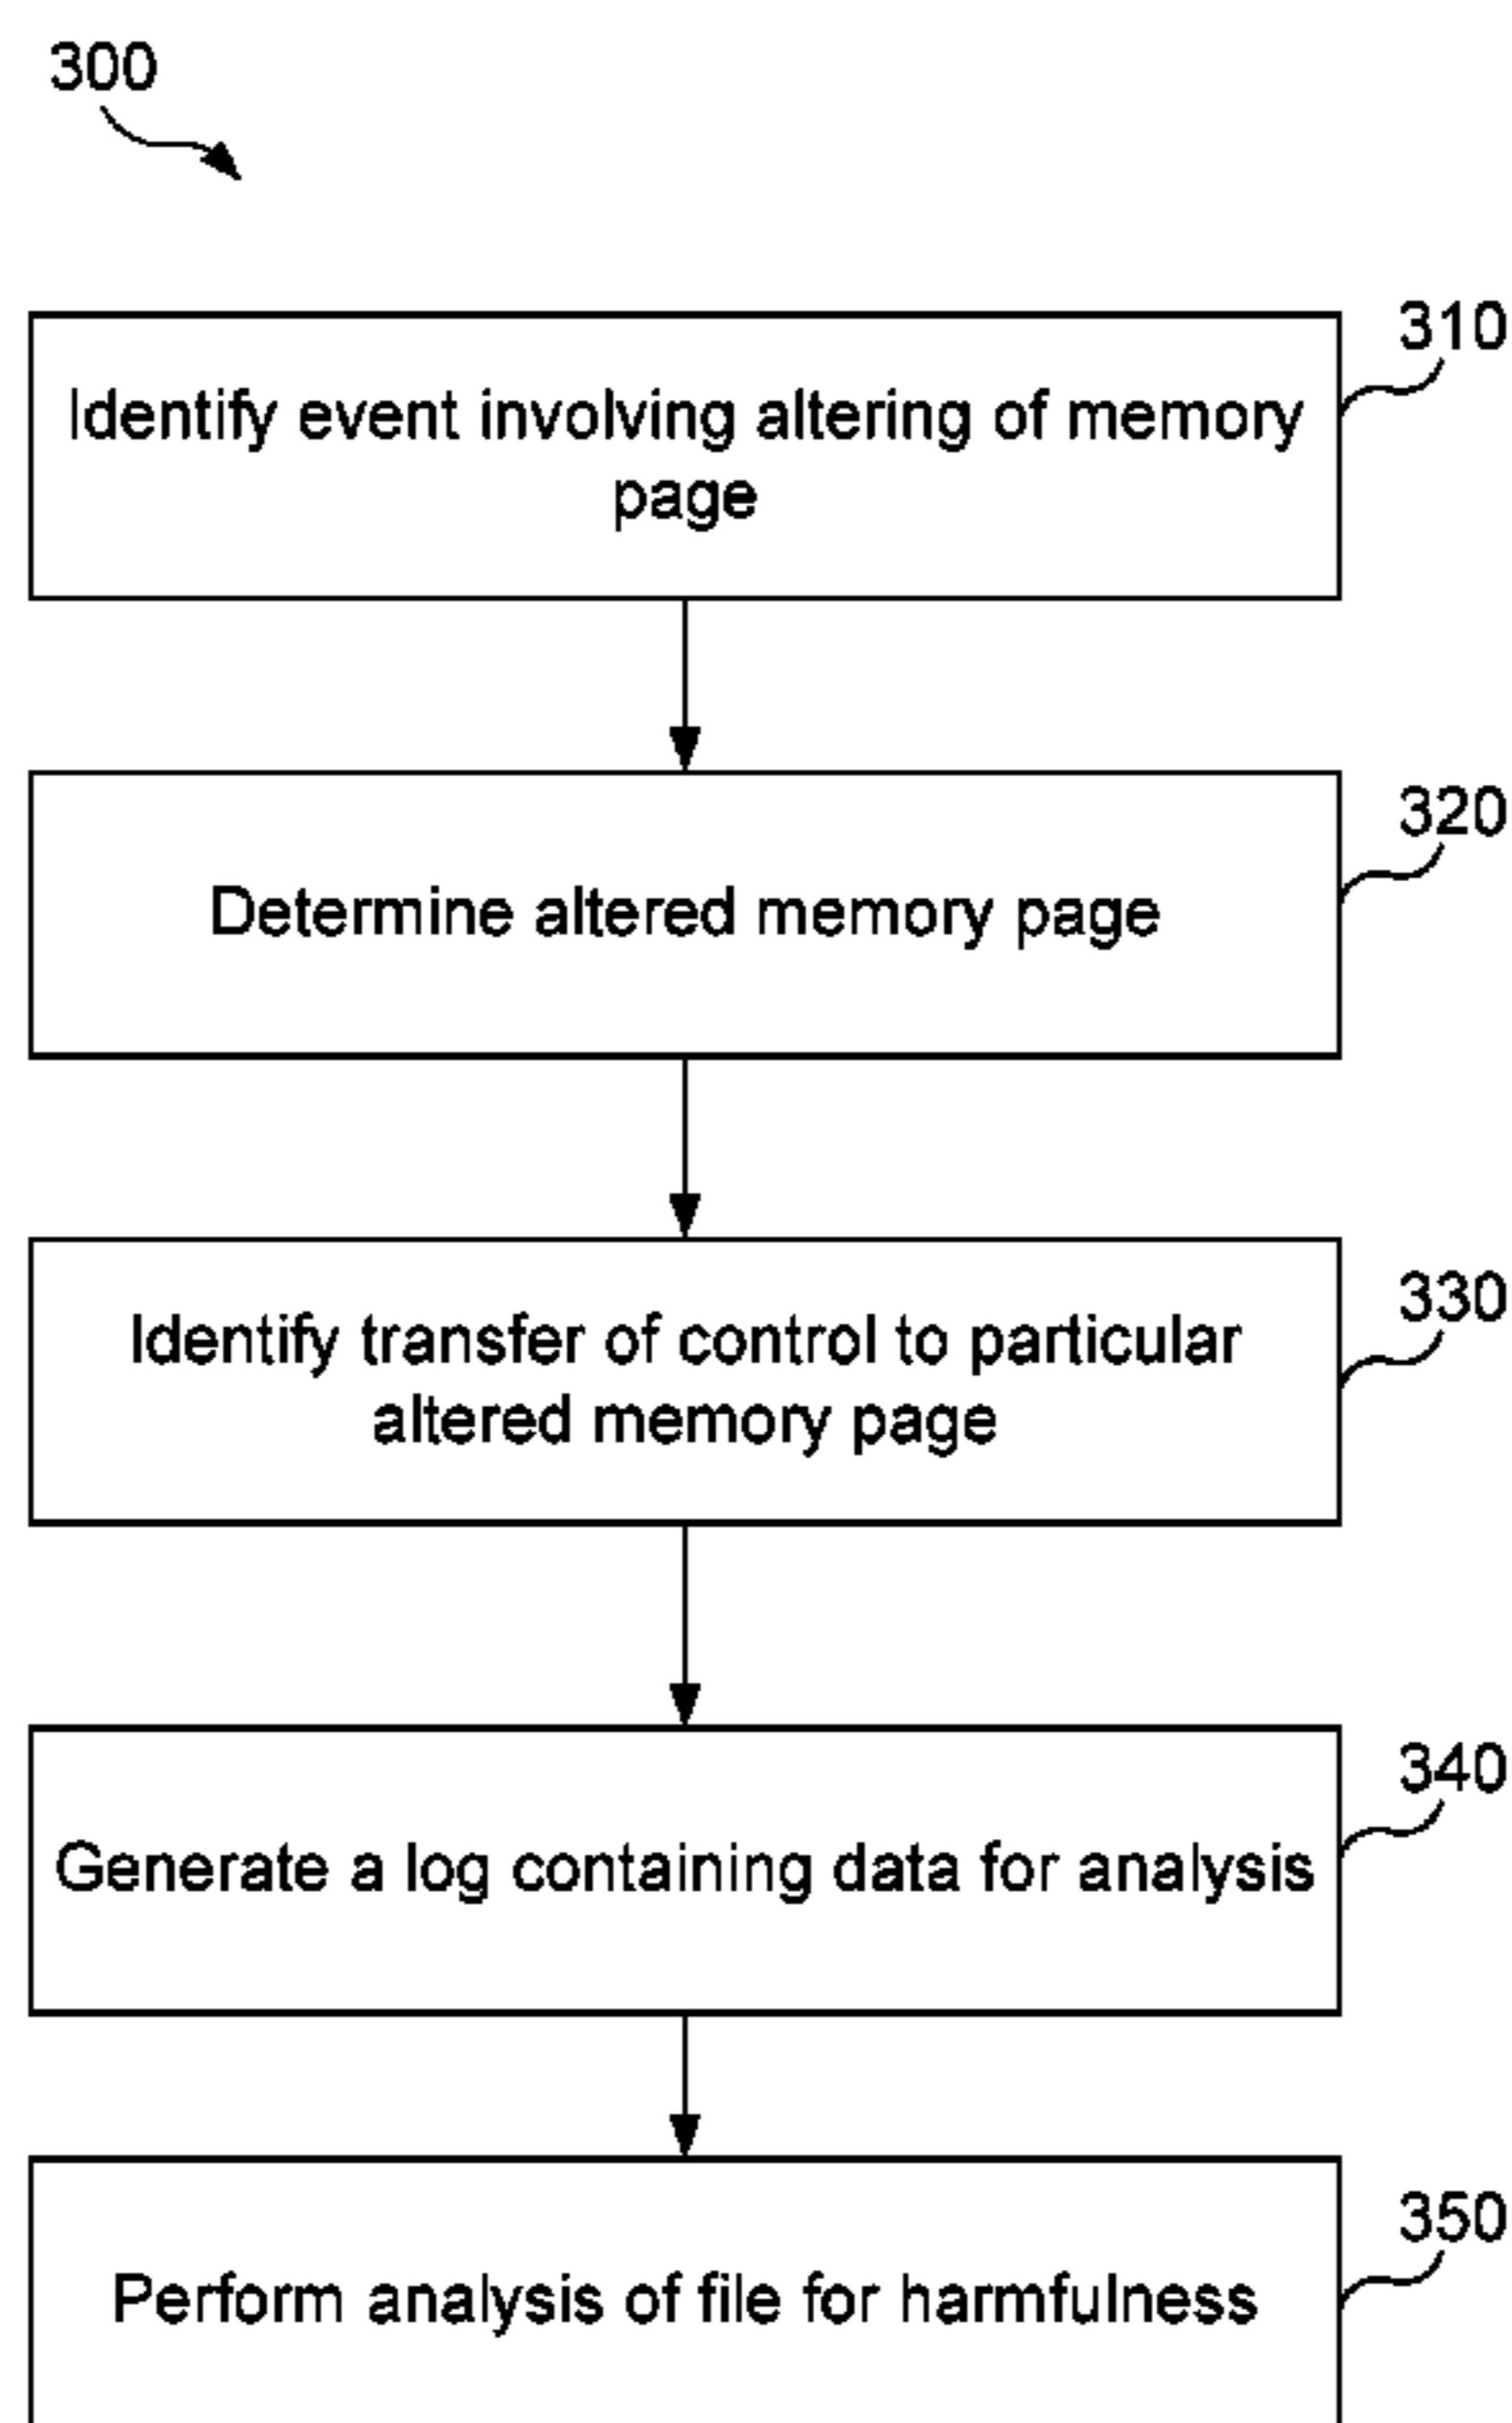 300
310
Identify event involving altering of memory
page
320
Determine altered memory page
330
Identify transfer of control to particular
altered memory page
340
Generate a log containing data for analysis
350
Perform analysis of file for harmfulness